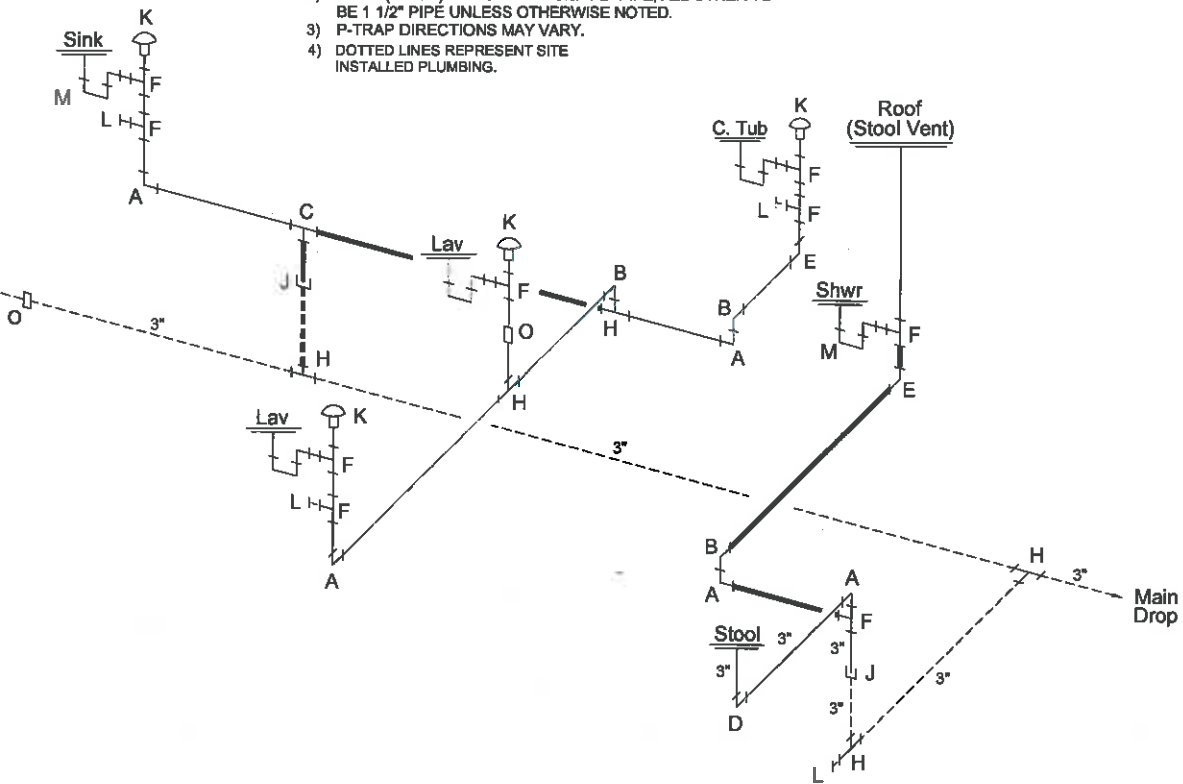 BE 1 1/2" PIPE UNLESS OTHERWISE NOTED.
3) P-TRAP DIRECTIONS MAY VARY.
4) DOTTED LINES REPRESENT SITE
INSTALLED PLUMBING.
K
Sink
F
M
L
F
A
C
J
O
3"
H
Lav
K
F
O
H
B
H
C. Tub
K
F
L
F
E
B
A
Roof
(Stool Vent)
Shwr
F
M
E
Lav
K
F
L
F
A
3"
B
A
A
F
Stool
3"
3"
3"
J
3"
D
L
H
3"
H
3"
Main
Drop